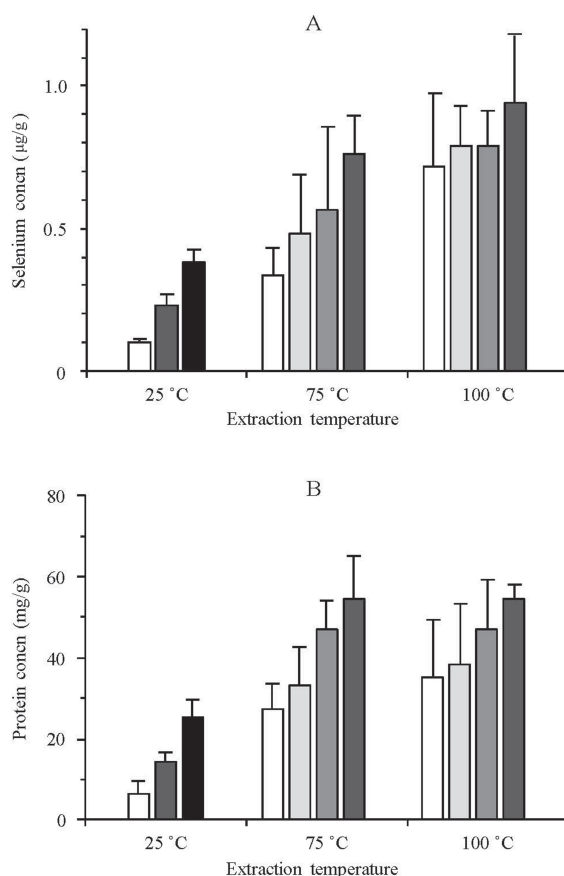 A
Selenium concn (µg/g)
1.0
0.5
0
25 ˚C 75 ˚C 100 ˚C
Extraction temperature
B
Protein concn (mg/g)
80
60
40
20
0
25 ˚C 75 ˚C 100 ˚C
Extraction temperature